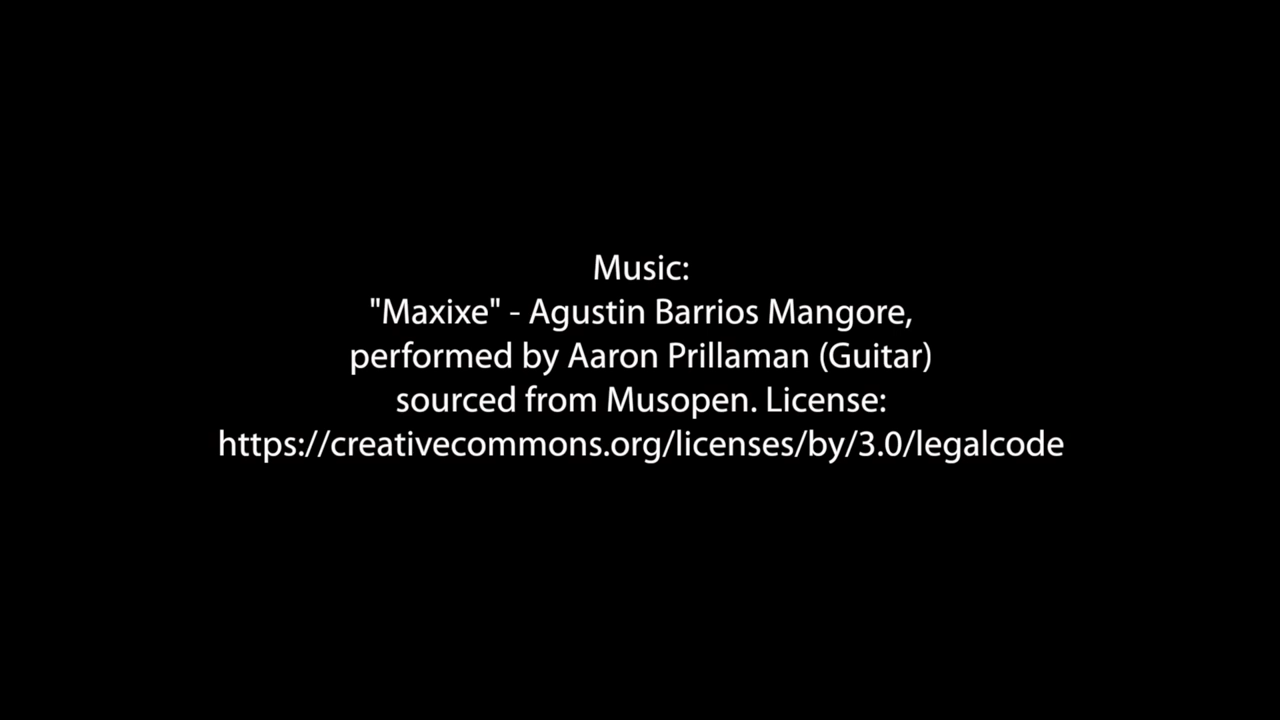 Music:
"Maxixe" - Agustin Barrios Mangore,
performed by Aaron Prillaman (Guitar)
sourced from Musopen. License:
https://creativecommons.org/licenses/by/3.0/legalcode